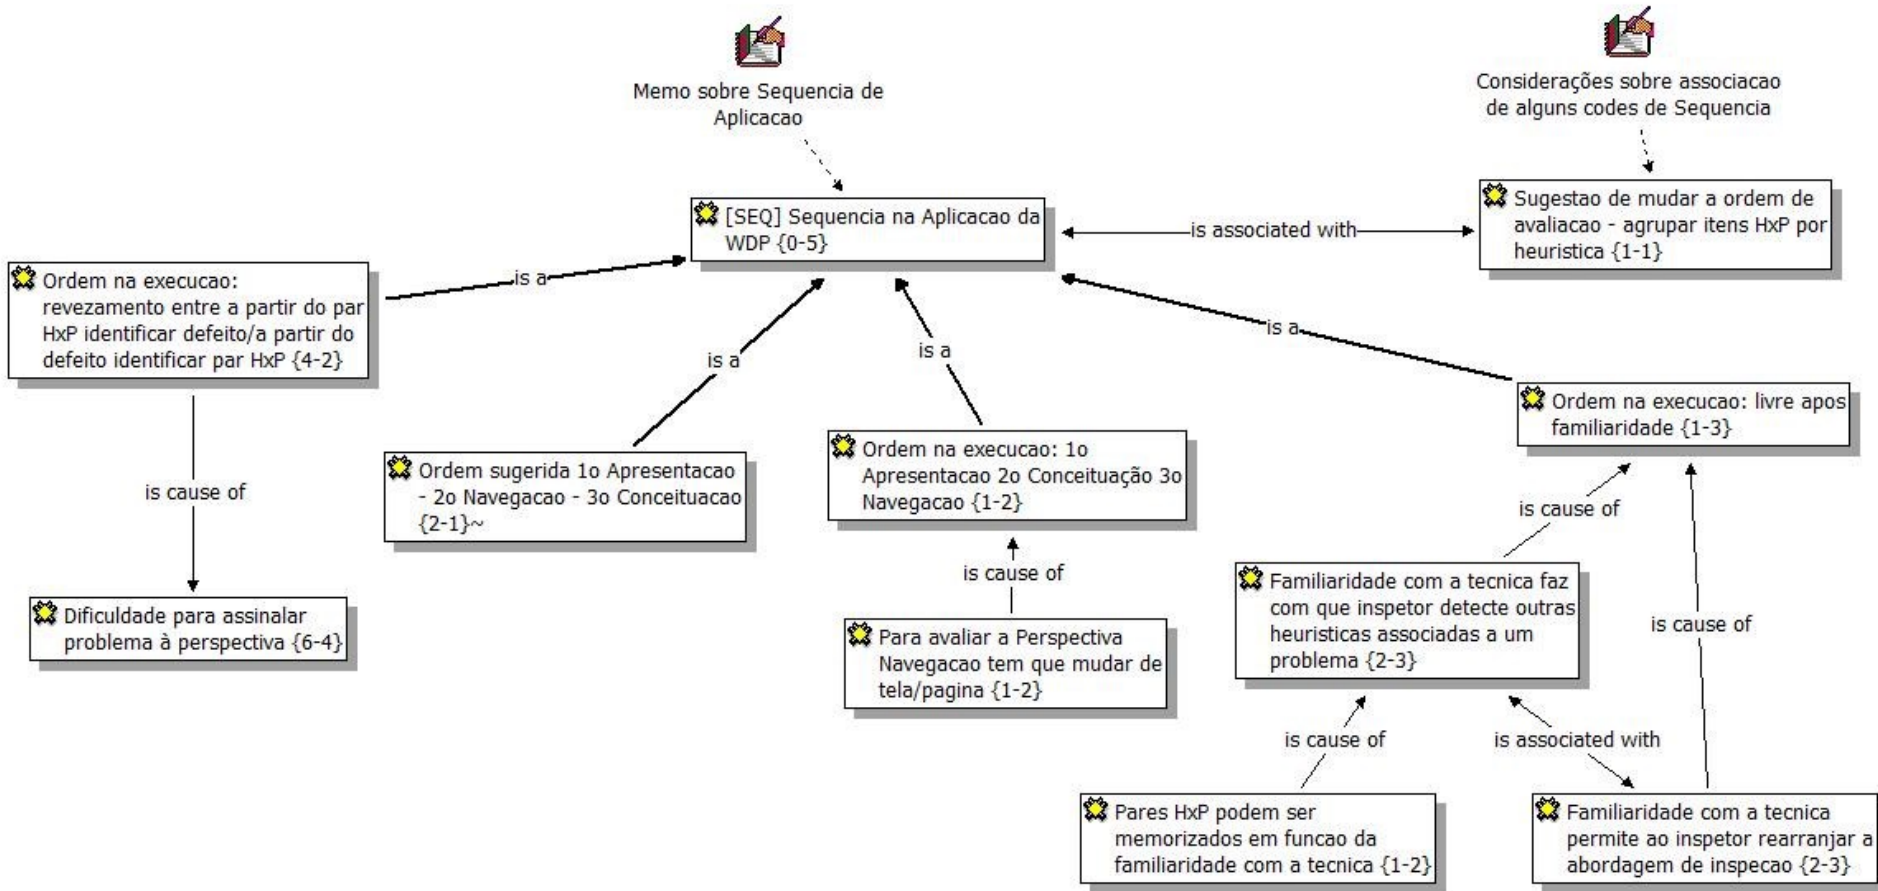 Memo sobre Sequencia de
Aplicacao
Considerações sobre associacao
de alguns codes de Sequencia
[SEQ] Sequencia na Aplicacao da
WDP {0-5}
is associated with
Sugestao de mudar a ordem de
avaliacao - agrupar itens HxP por
heuristica {1-1}
Ordem na execucao:
revezamento entre a partir do par
HxP identificar defeito/a partir do
defeito identificar par HxP {4-2}
is a
is a
is a
is a
Ordem na execucao: livre apos
familiaridade {1-3}
Ordem sugerida 1o Apresentacao
- 2o Navegacao - 3o Conceituacao
{2-1}~
Ordem na execucao: 1o
Apresentacao 2o Conceituação 3o
Navegacao {1-2}
is cause of
is cause of
is cause of
is cause of
Dificuldade para assinalar
problema à perspectiva {6-4}
Para avaliar a Perspectiva
Navegacao tem que mudar de
tela/pagina {1-2}
Familiaridade com a tecnica faz
com que inspetor detecte outras
heuristicas associadas a um
problema {2-3}
is cause of
is associated with
Pares HxP podem ser
memorizados em funcao da
familiaridade com a tecnica {1-2}
Familiaridade com a tecnica
permite ao inspetor rearranjar a
abordagem de inspecao {2-3}